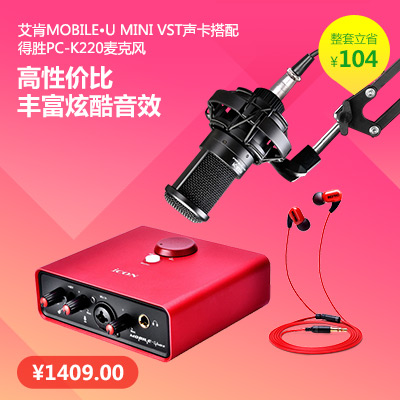 艾肯MOBILE•U MINI VST声卡搭配
得胜PC-K220麦克风
高性价比
丰富炫酷音效
整套立省
¥104
iCON
¥1409.00